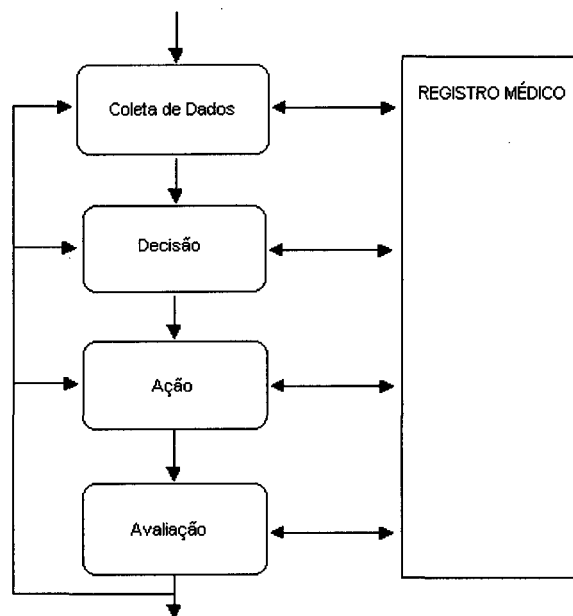 Coleta de Dados
REGISTRO MÉDICO
Decisão
Ação
Avaliação